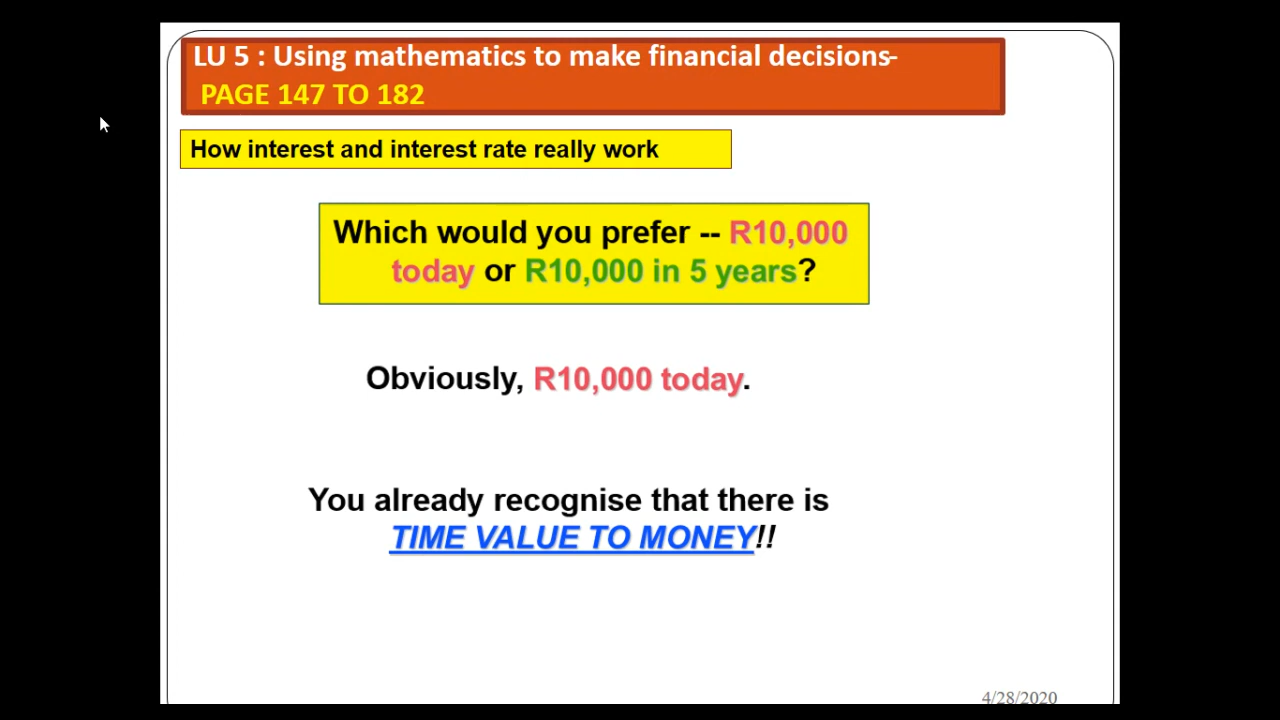 LU 5 : Using mathematics to make financial decisions-
PAGE 147 TO 182
How interest and interest rate really work
Which would you prefer -- R10,000
today or R10,000 in 5 years?
Obviously, R10,000 today.
You already recognise that there is
TIME VALUE TO MONEY!!
4/28/2020